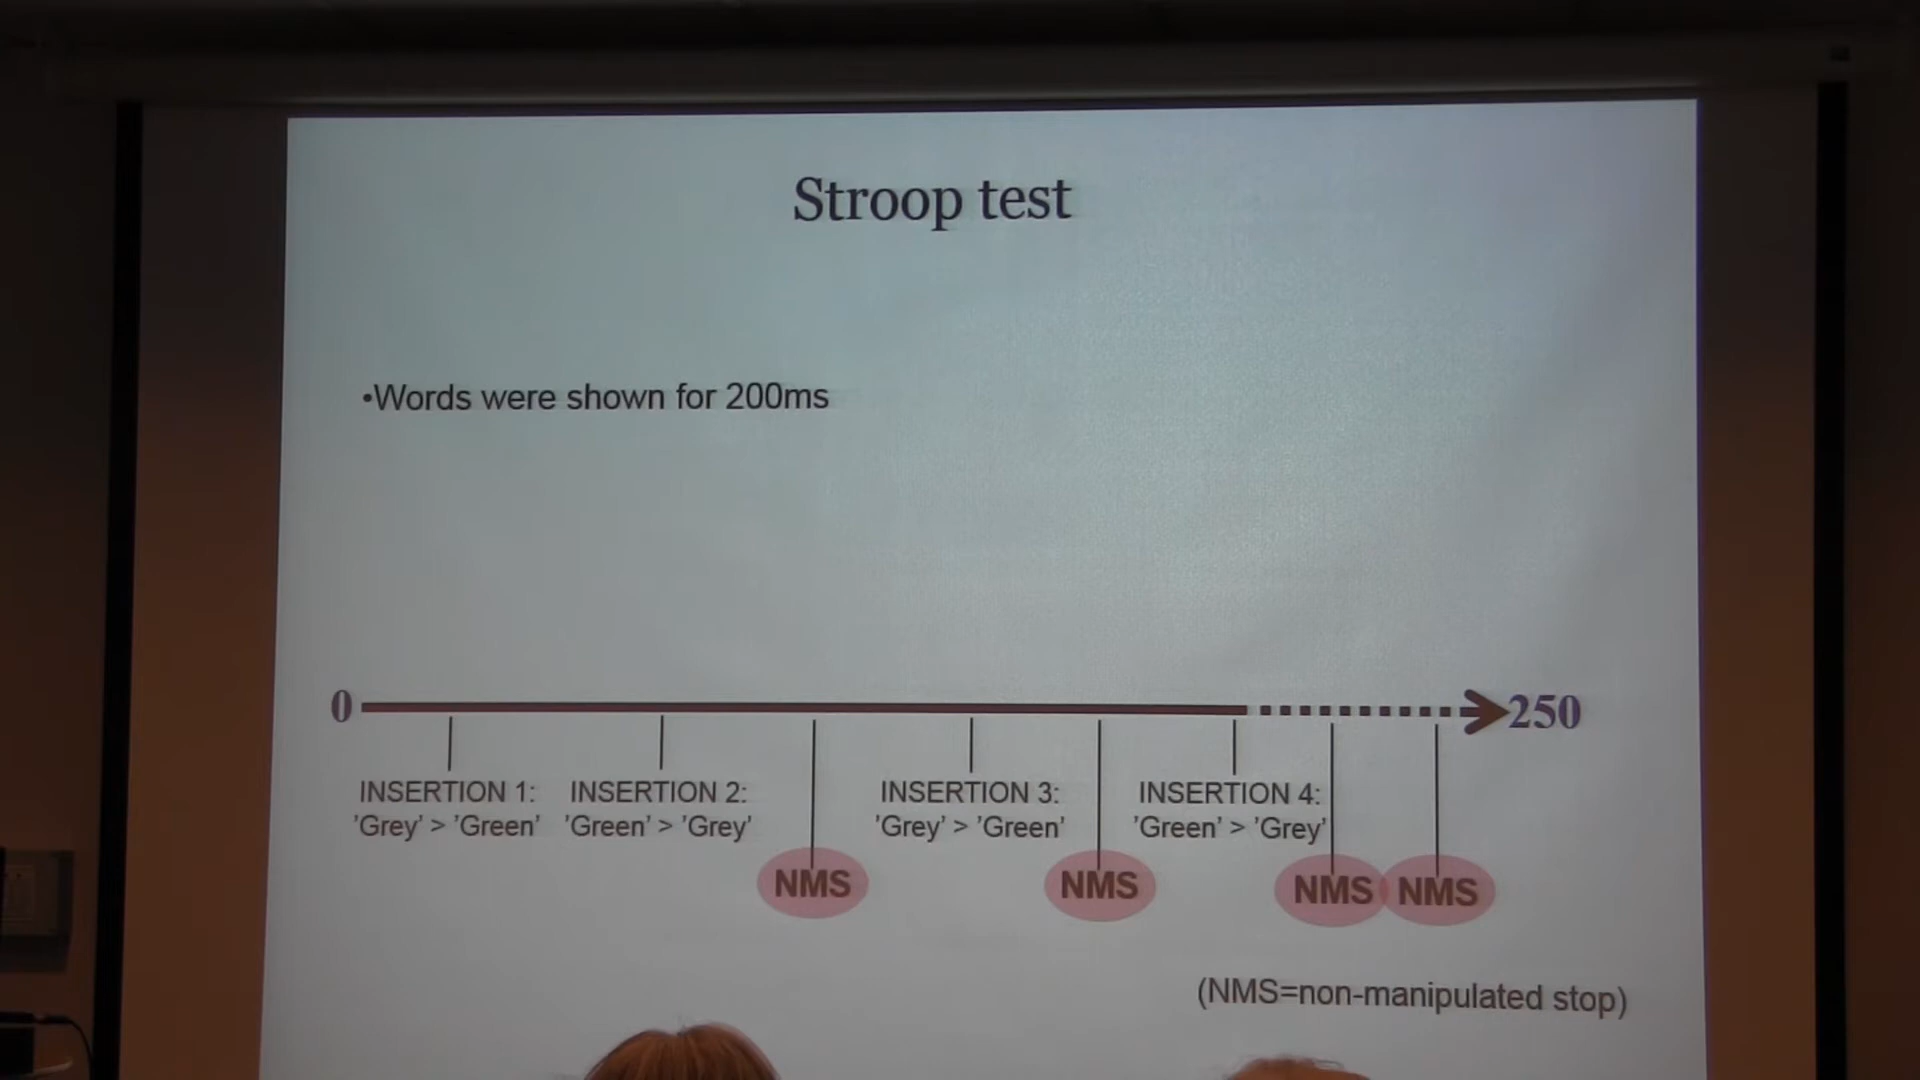 Stroop test
•Words were shown for 200ms
0
250
INSERTION 1:
'Grey' > 'Green'
INSERTION 2:
'Green' > 'Grey'
INSERTION 3:
'Grey' > 'Green'
INSERTION 4:
'Green' > 'Grey'
NMS
NMS
NMS
NMS
(NMS=non-manipulated stop)